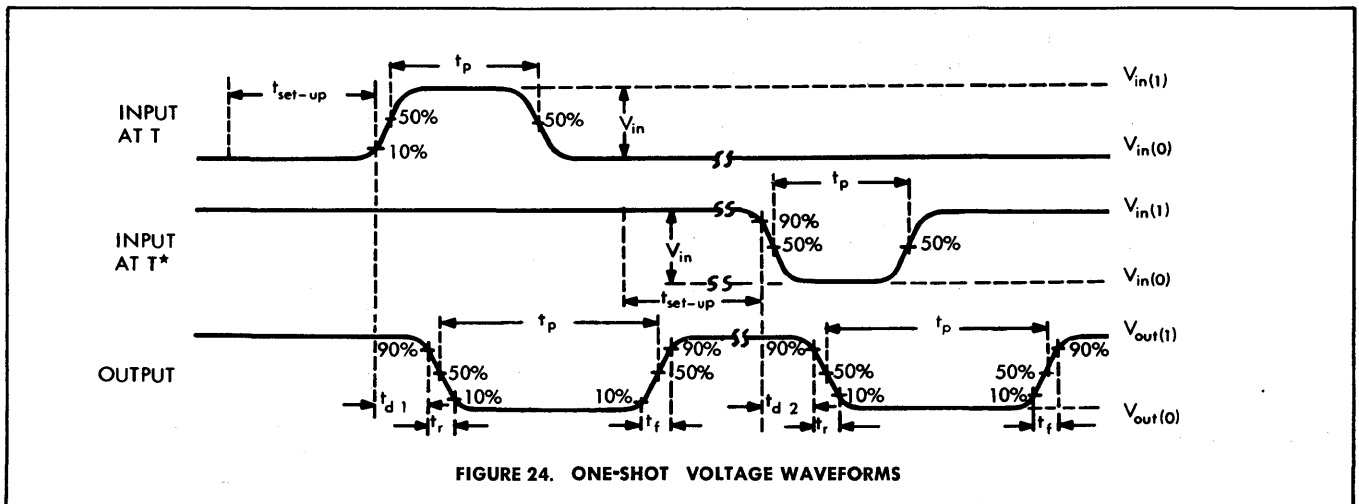 t_p
t_set-up
V_in(1)
INPUT
AT T
50%
50%
V_in
10%
V_in(0)
t_p
V_in(1)
90%
INPUT
AT T*
V_in
50%
50%
V_in(0)
t_set-up
t_p
t_p
V_out(1)
90%
90%
90%
90%
OUTPUT
50%
50%
50%
50%
10%
10%
10%
10%
t_d 1
t_d 2
V_out(0)
t_r
t_f
t_r
t_f
FIGURE 24. ONE-SHOT VOLTAGE WAVEFORMS